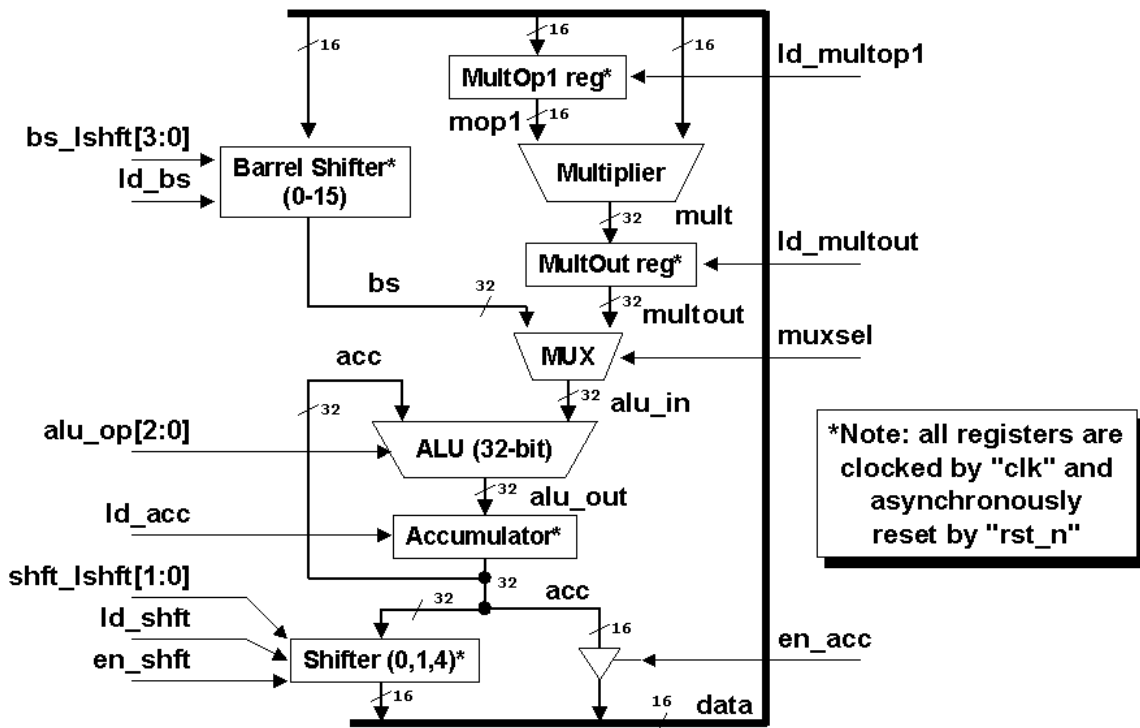 16
16
16
MultOp1 reg*
ld_multop1
mop1
16
bs_lshft[3:0]
ld_bs
Barrel Shifter*
(0-15)
Multiplier
32
mult
MultOut reg*
ld_multout
bs
32
32
multout
MUX
muxsel
acc
32
32
alu_in
alu_op[2:0]
ALU (32-bit)
32
alu_out
ld_acc
Accumulator*
32
*Note: all registers are
clocked by "clk" and
asynchronously
reset by "rst_n"
shft_lshft[1:0]
ld_shft
en_shft
32
acc
16
Shifter (0,1,4)*
en_acc
16
16
data